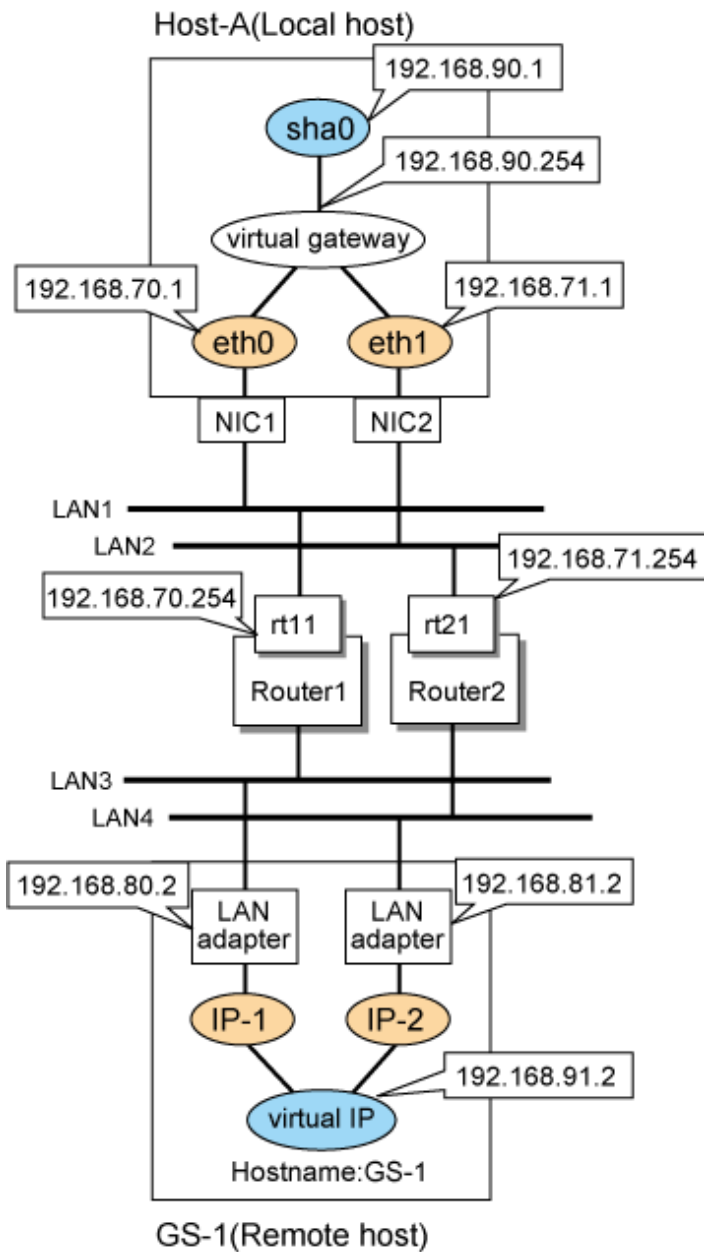 Host-A(Local host)
192.168.90.1
sha0
192.168.90.254
virtual gateway
192.168.70.1
192.168.71.1
eth0
eth1
NIC1
NIC2
LAN1
LAN2
192.168.71.254
192.168.70.254
rt11
rt21
Router1
Router2
LAN3
LAN4
192.168.80.2
192.168.81.2
LAN
adapter
LAN
adapter
IP-1
IP-2
192.168.91.2
virtual IP
Hostname:GS-1
GS-1(Remote host)